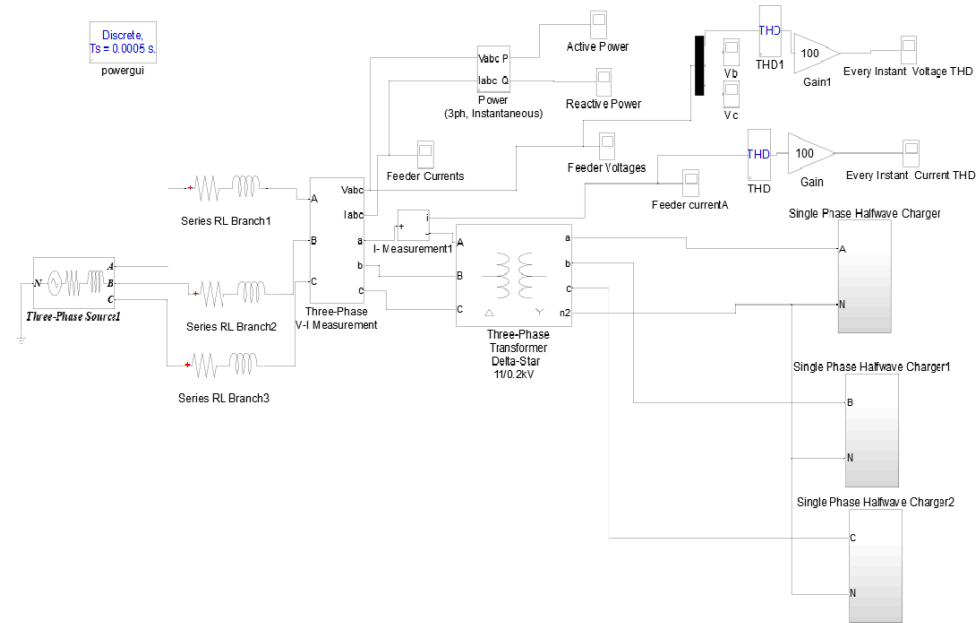 Discrete,
Ts = 0.0005 s.
powergui
Active Power
Vabc P
Iabc Q
Power
(3ph, Instantaneous)
Reactive Power
Vb
Vc
THD
THD1
100
Gain1
Every Instant Voltage THD
Feeder Currents
Feeder Voltages
THD
THD
100
Gain
Every Instant Current THD
Feeder currentA
Series RL Branch1
A
B
C
Vabc
Iabc
a
b
c
Three-Phase
V-I Measurement
+
i
-
I- Measurement1
N
A
B
C
Three-Phase Source1
+
Series RL Branch2
+
Series RL Branch3
+
A
B
C
a
b
c
n2
Three-Phase
Transformer
Delta-Star
11/0.2kV
Single Phase Halfwave Charger
A
N
Single Phase Halfwave Charger1
B
N
Single Phase Halfwave Charger2
C
N